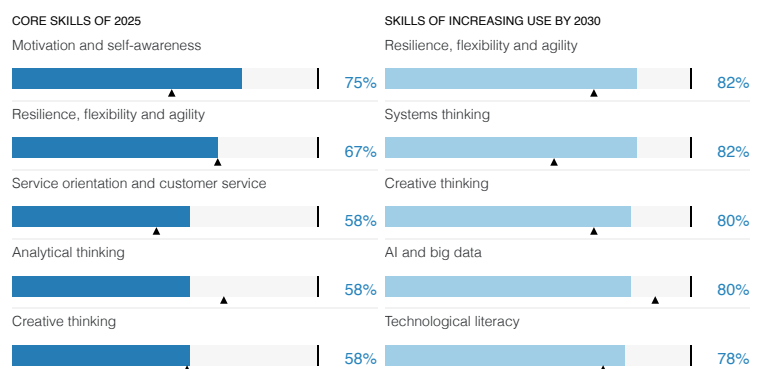 CORE SKILLS OF 2025
Motivation and self-awareness
75%
Resilience, flexibility and agility
67%
Service orientation and customer service
58%
Analytical thinking
58%
Creative thinking
58%
SKILLS OF INCREASING USE BY 2030
Resilience, flexibility and agility
82%
Systems thinking
82%
Creative thinking
80%
AI and big data
80%
Technological literacy
78%